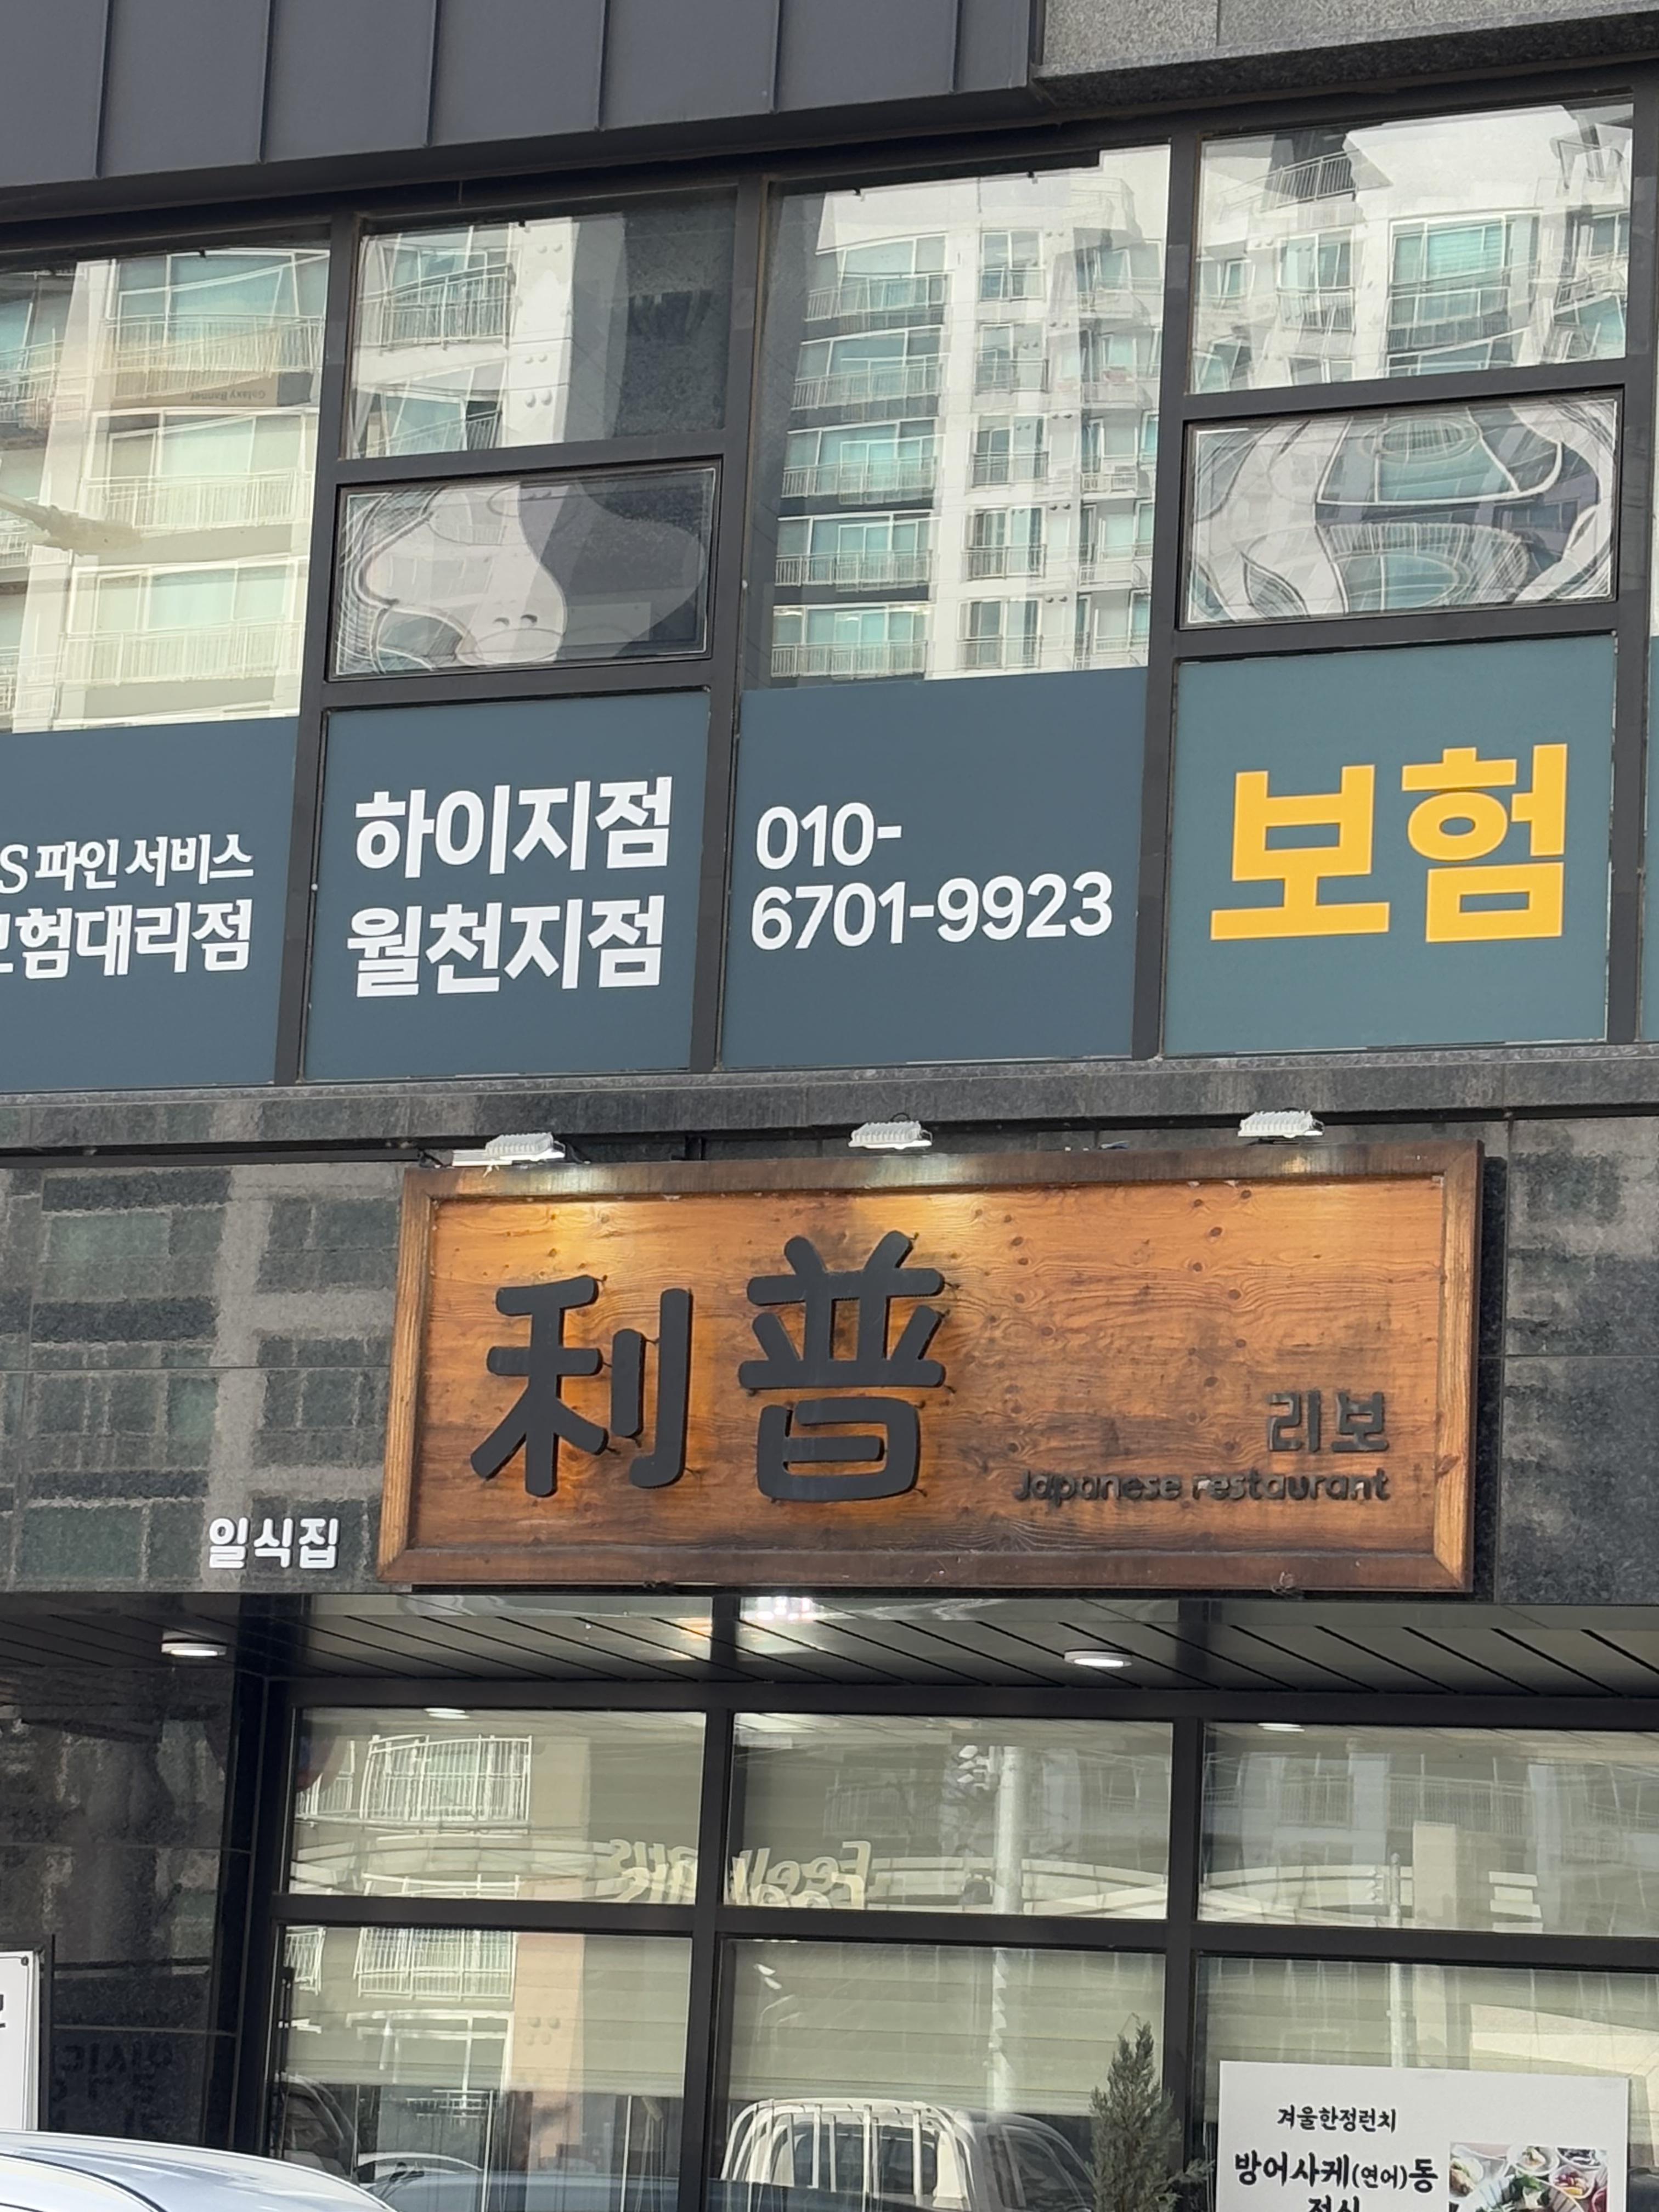 S 파인 서비스
보험대리점
하이지점
월천지점
010-
6701-9923
보험
利普
리보
Japanese restaurant
일식집
겨울한정런치
방어사케(연어)동
정식